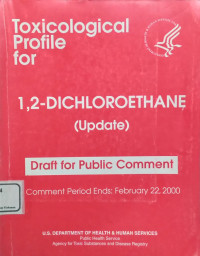 Toxicological
Profile
for
1,2-DICHLOROETHANE
(Update)
Draft for Public Comment
Comment Period Ends: February 22, 2000
U.S. DEPARTMENT OF HEALTH & HUMAN SERVICES
Public Health Service
Agency for Toxic Substances and Disease Registry